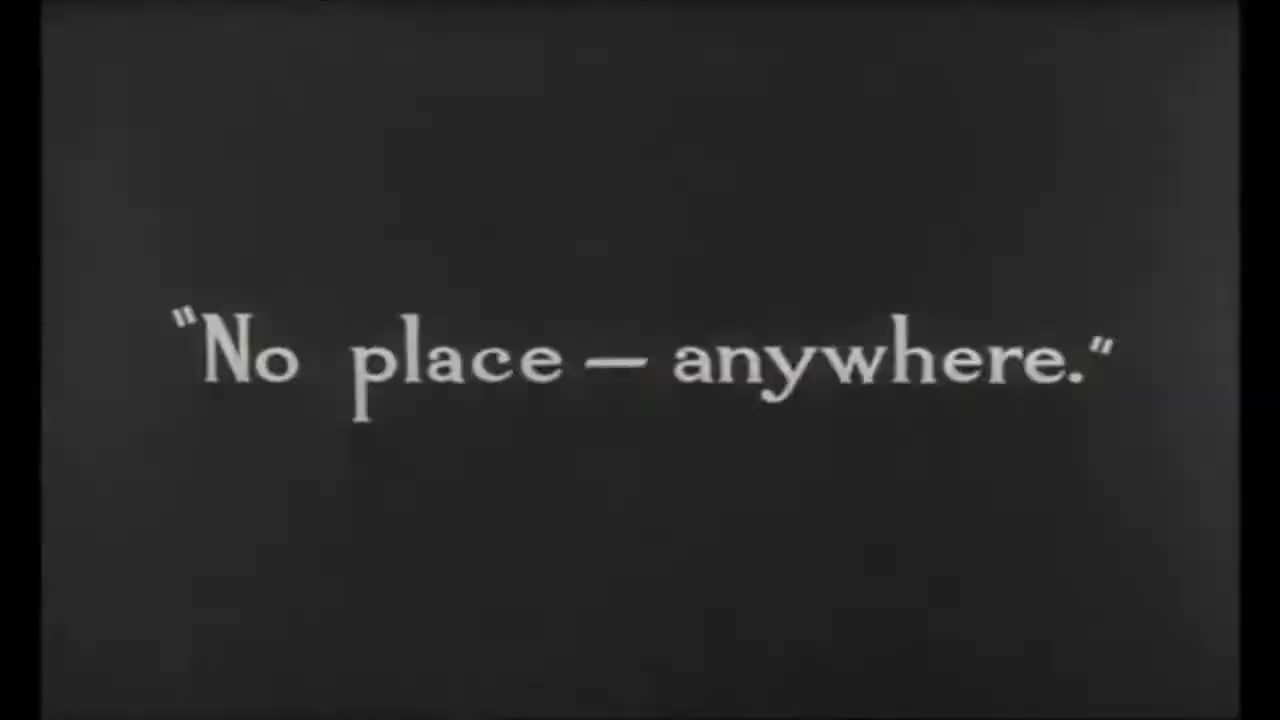 "No place — anywhere."